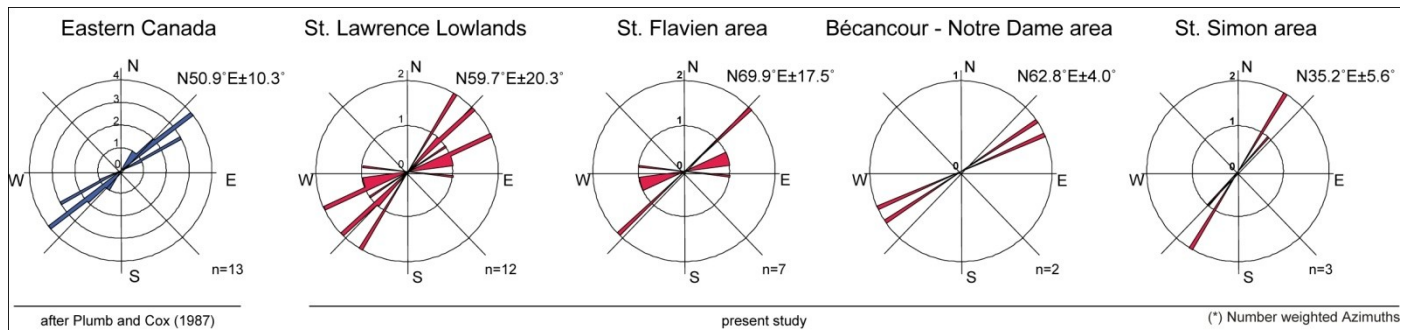 Eastern Canada
St. Lawrence Lowlands
St. Flavien area
Bécancour - Notre Dame area
St. Simon area
N50.9°E±10.3°
N59.7°E±20.3°
N69.9°E±17.5°
N62.8°E±4.0°
N35.2°E±5.6°
4
N
3
2
1
0
W
E
S
n=13
2
N
1
0
W
E
S
n=12
2
N
1
0
W
E
S
n=7
1
N
0
W
E
S
n=2
2
N
1
0
W
E
S
n=3
after Plumb and Cox (1987)
present study
(*) Number weighted Azimuths